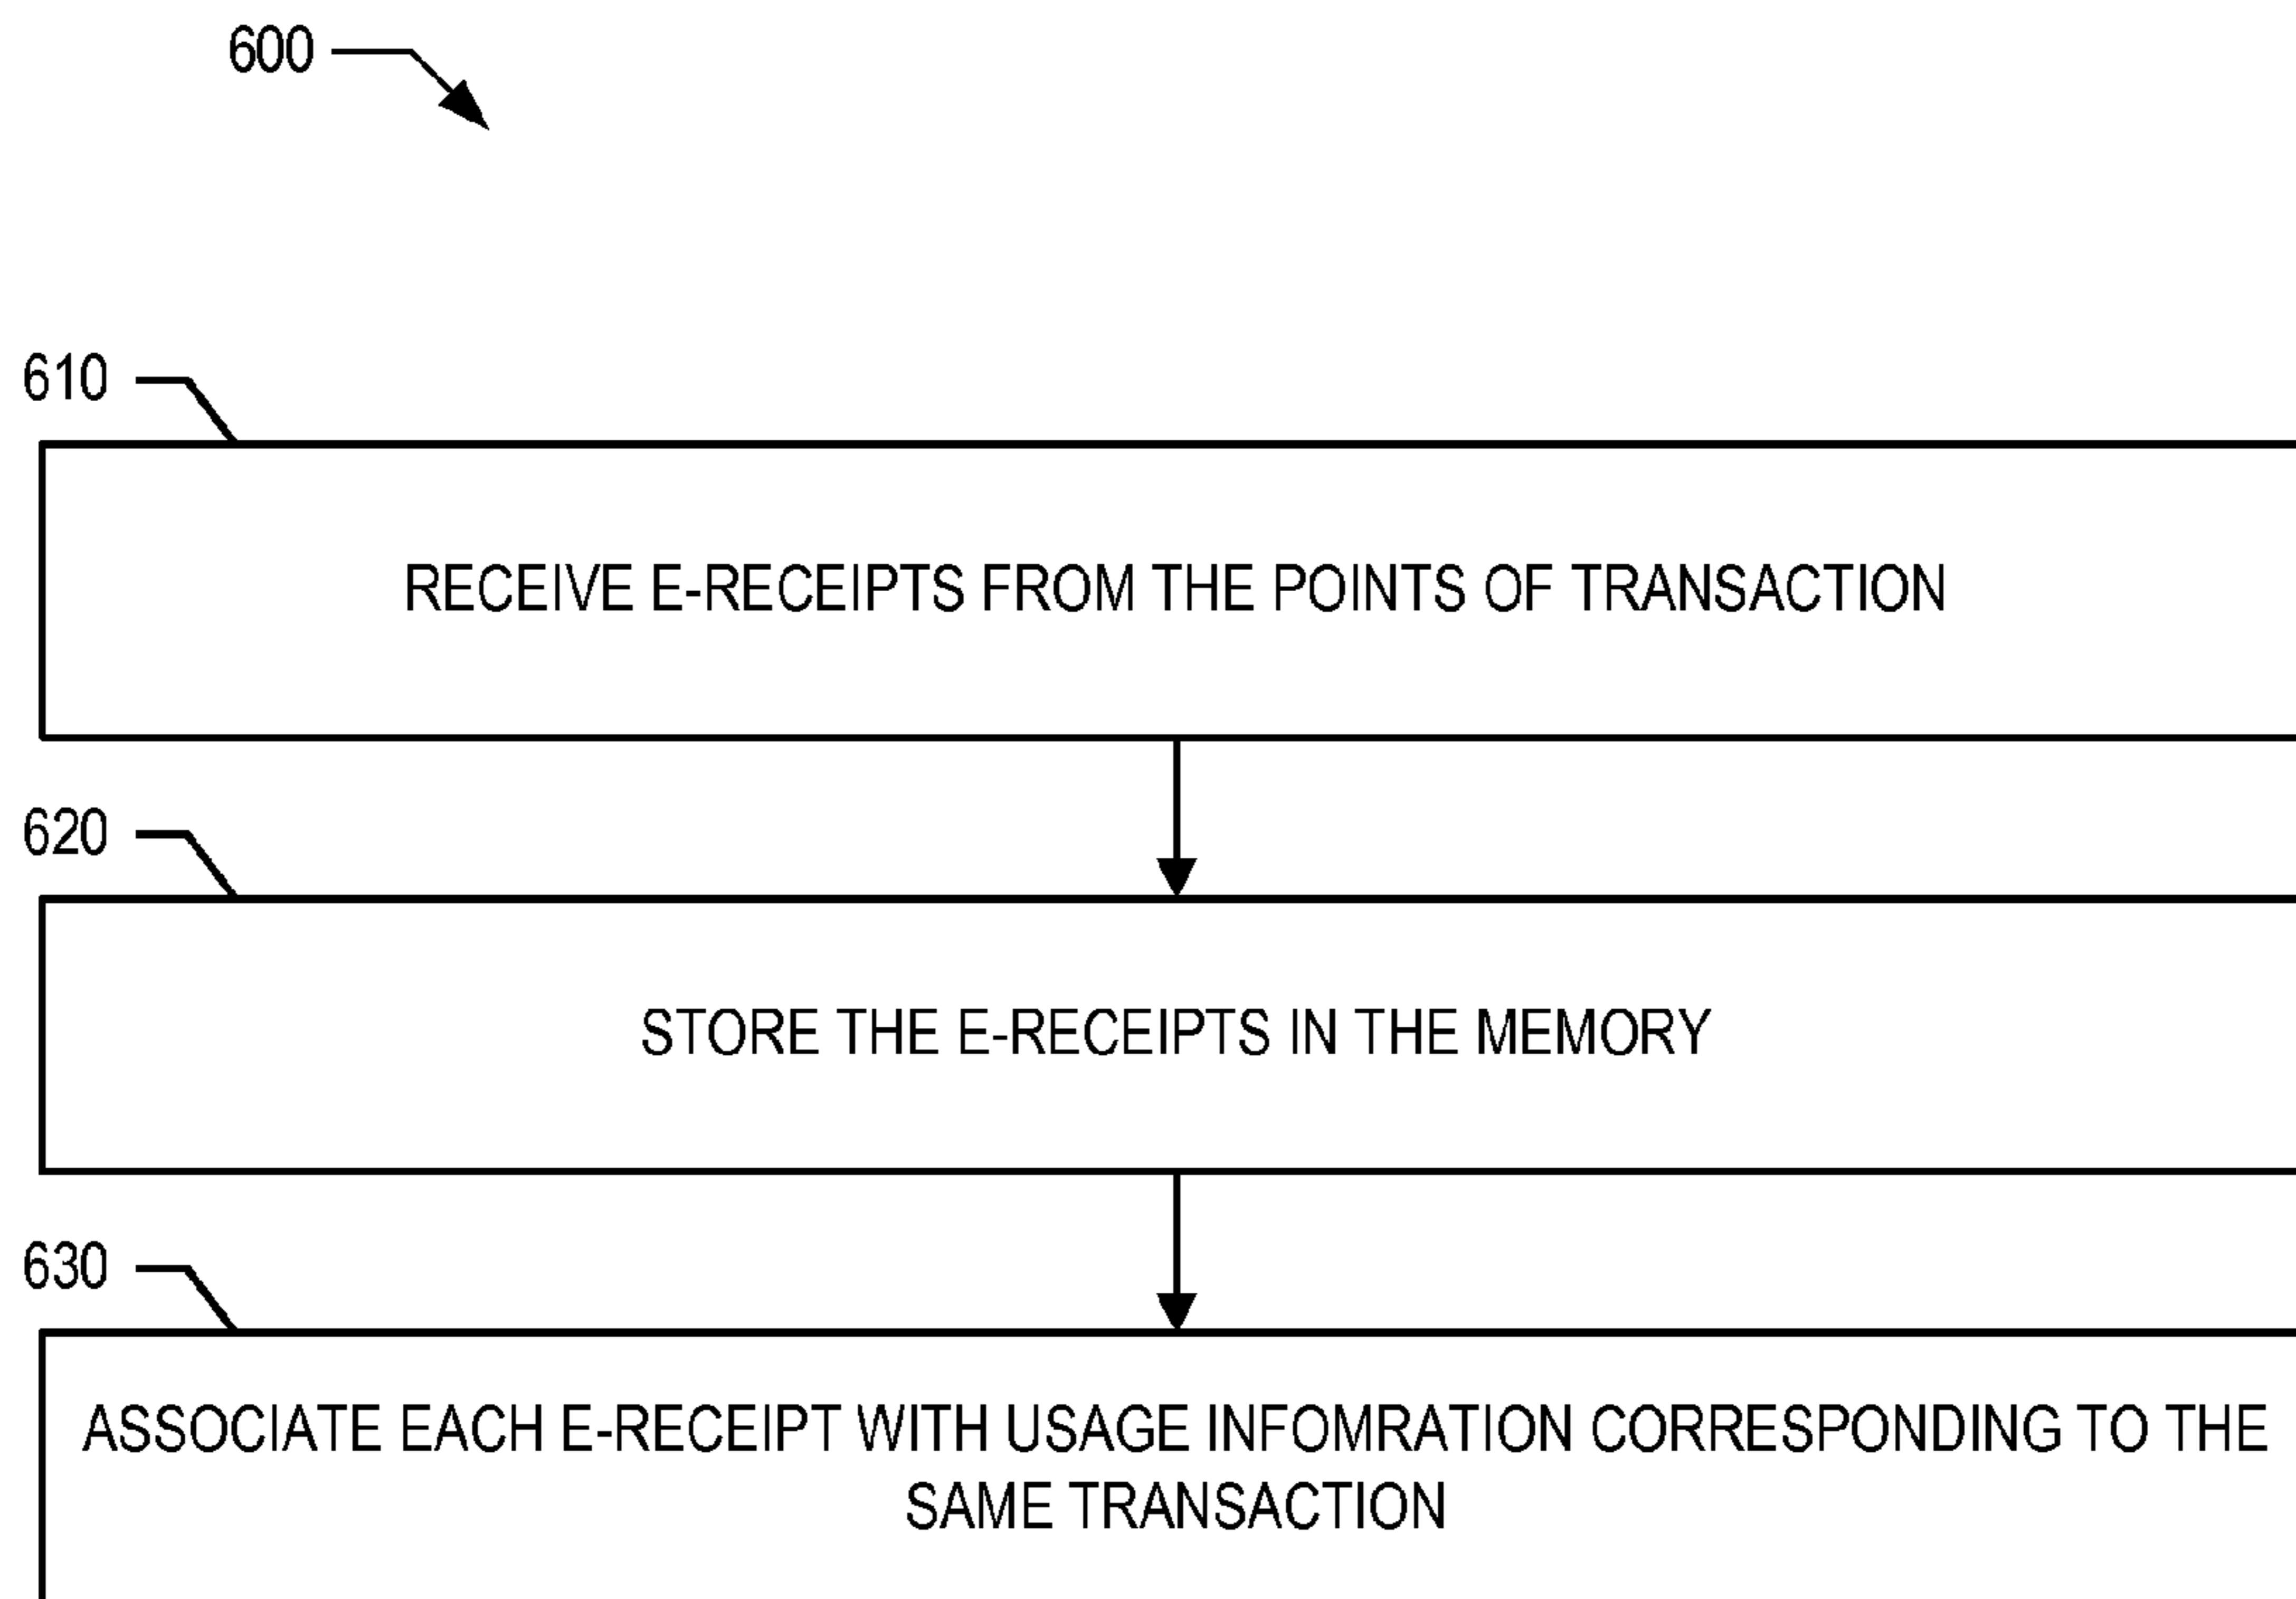 600
610
RECEIVE E-RECEIPTS FROM THE POINTS OF TRANSACTION
620
STORE THE E-RECEIPTS IN THE MEMORY
630
ASSOCIATE EACH E-RECEIPT WITH USAGE INFOMRATION CORRESPONDING TO THE
SAME TRANSACTION